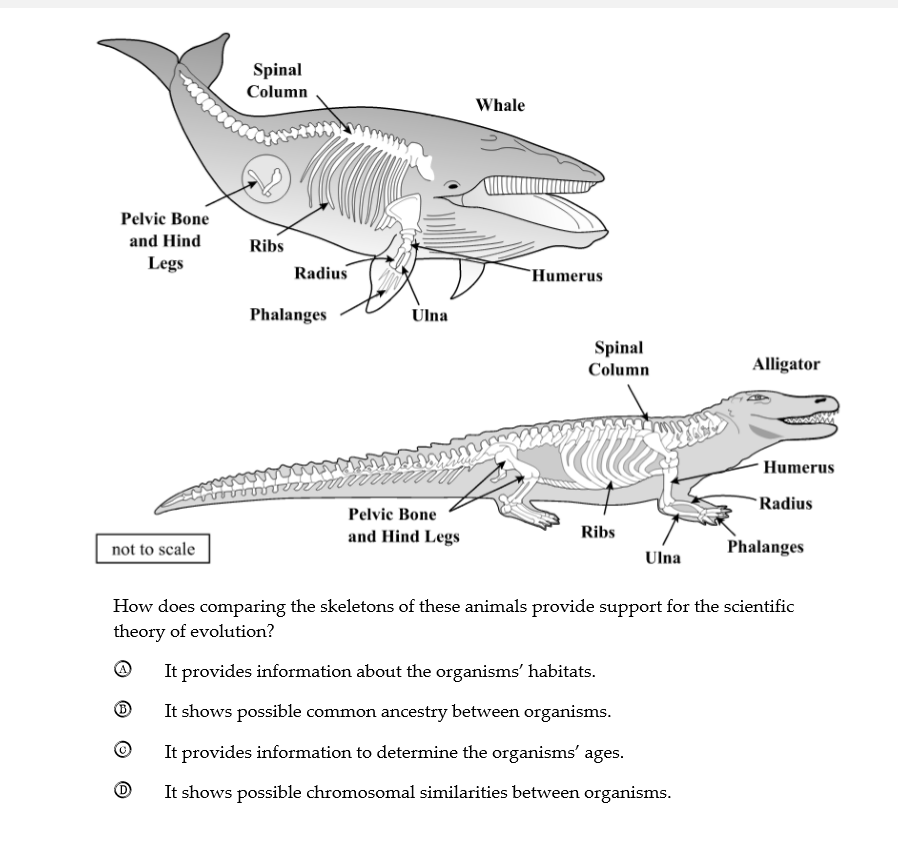 Spinal
Column
Whale
Pelvic Bone
and Hind
Legs
Ribs
Radius
Humerus
Phalanges
Ulna
Spinal
Column
Alligator
Humerus
Radius
Pelvic Bone
and Hind Legs
Ribs
Phalanges
Ulna
not to scale
How does comparing the skeletons of these animals provide support for the scientific
theory of evolution?
A It provides information about the organisms' habitats.
B It shows possible common ancestry between organisms.
C It provides information to determine the organisms' ages.
D It shows possible chromosomal similarities between organisms.